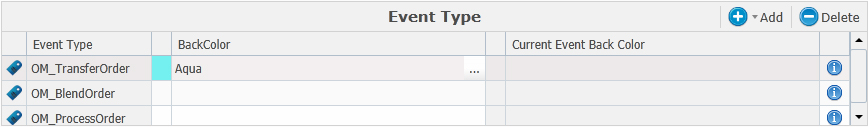 Event Type
Add
Delete
Event Type BackColor Current Event Back Color
OM_TransferOrder Aqua ...
OM_BlendOrder
OM_ProcessOrder